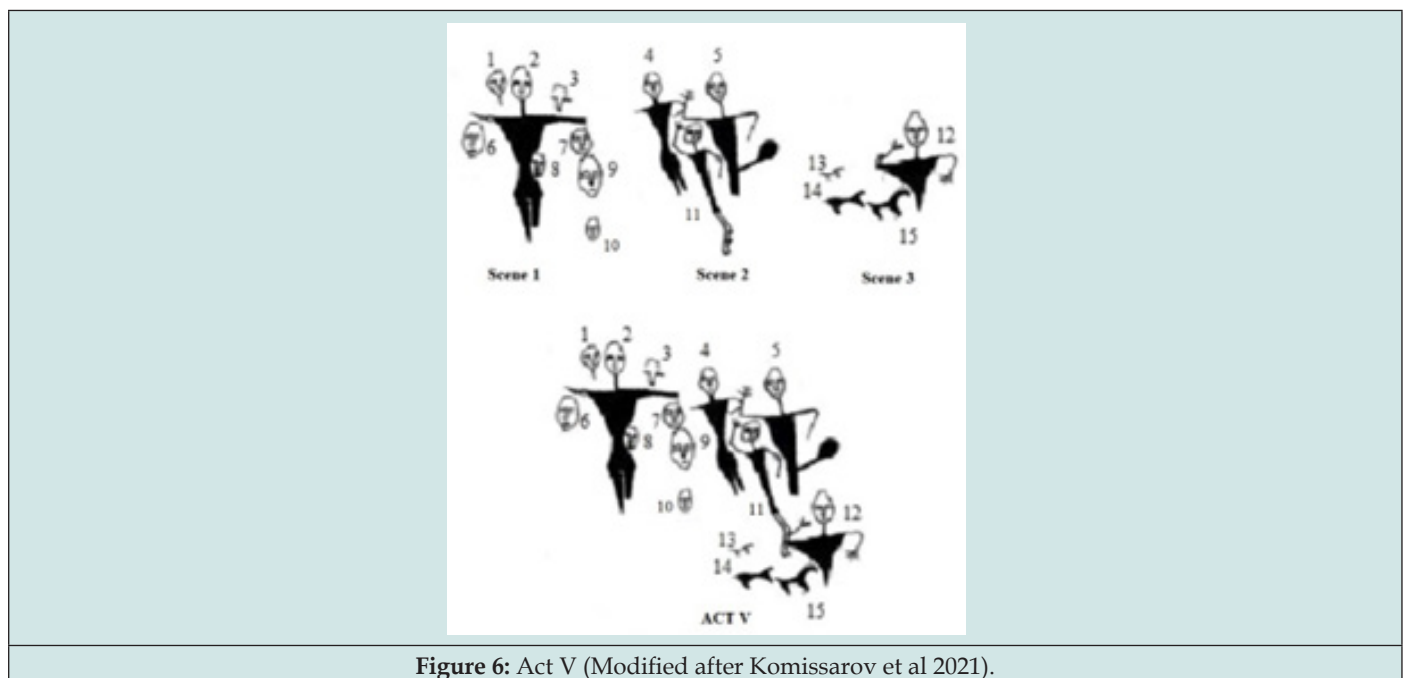 1 2 3 4 5
6 7 8 9 10 11 12 13 14 15
Scene 1 Scene 2 Scene 3
1 2 3 4 5
6 7 8 9 10 11 12 13 14 15
ACT V
Figure 6: Act V (Modified after Komissarov et al 2021).